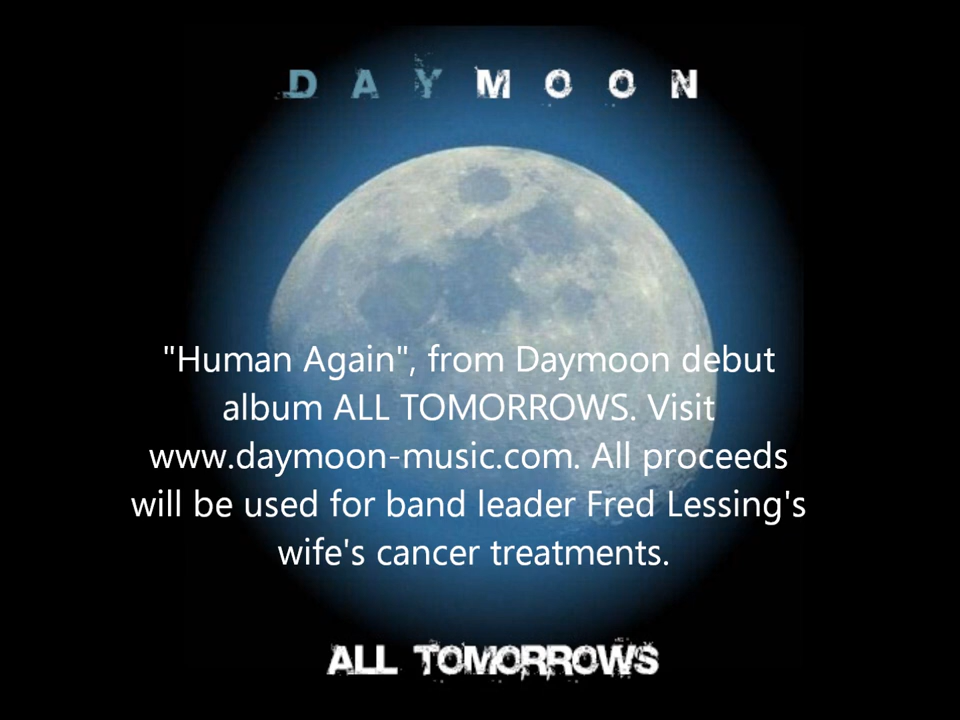 DAYMOON
"Human Again", from Daymoon debut
album ALL TOMORROWS. Visit
www.daymoon-music.com. All proceeds
will be used for band leader Fred Lessing's
wife's cancer treatments.
ALL TOMORROWS